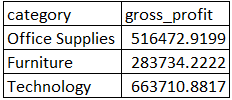 category gross_profit
Office Supplies 516472.9199
Furniture 283734.2222
Technology 663710.8817